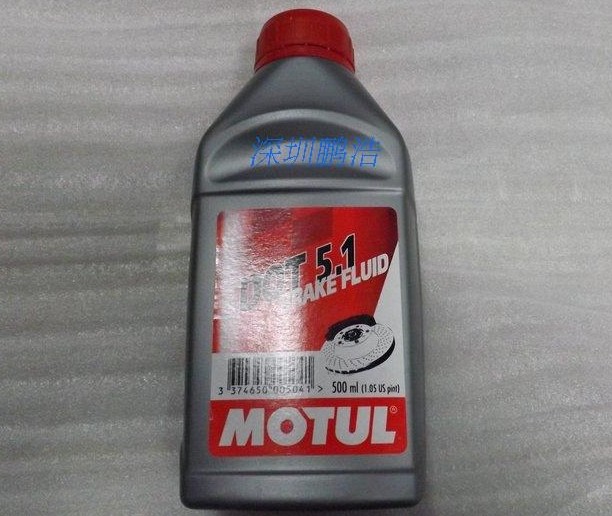 深圳鹏浩
DOT 5.1
BRAKE FLUID
3 374650 005041 >
500 ml (1.05 US pint)
MOTUL®